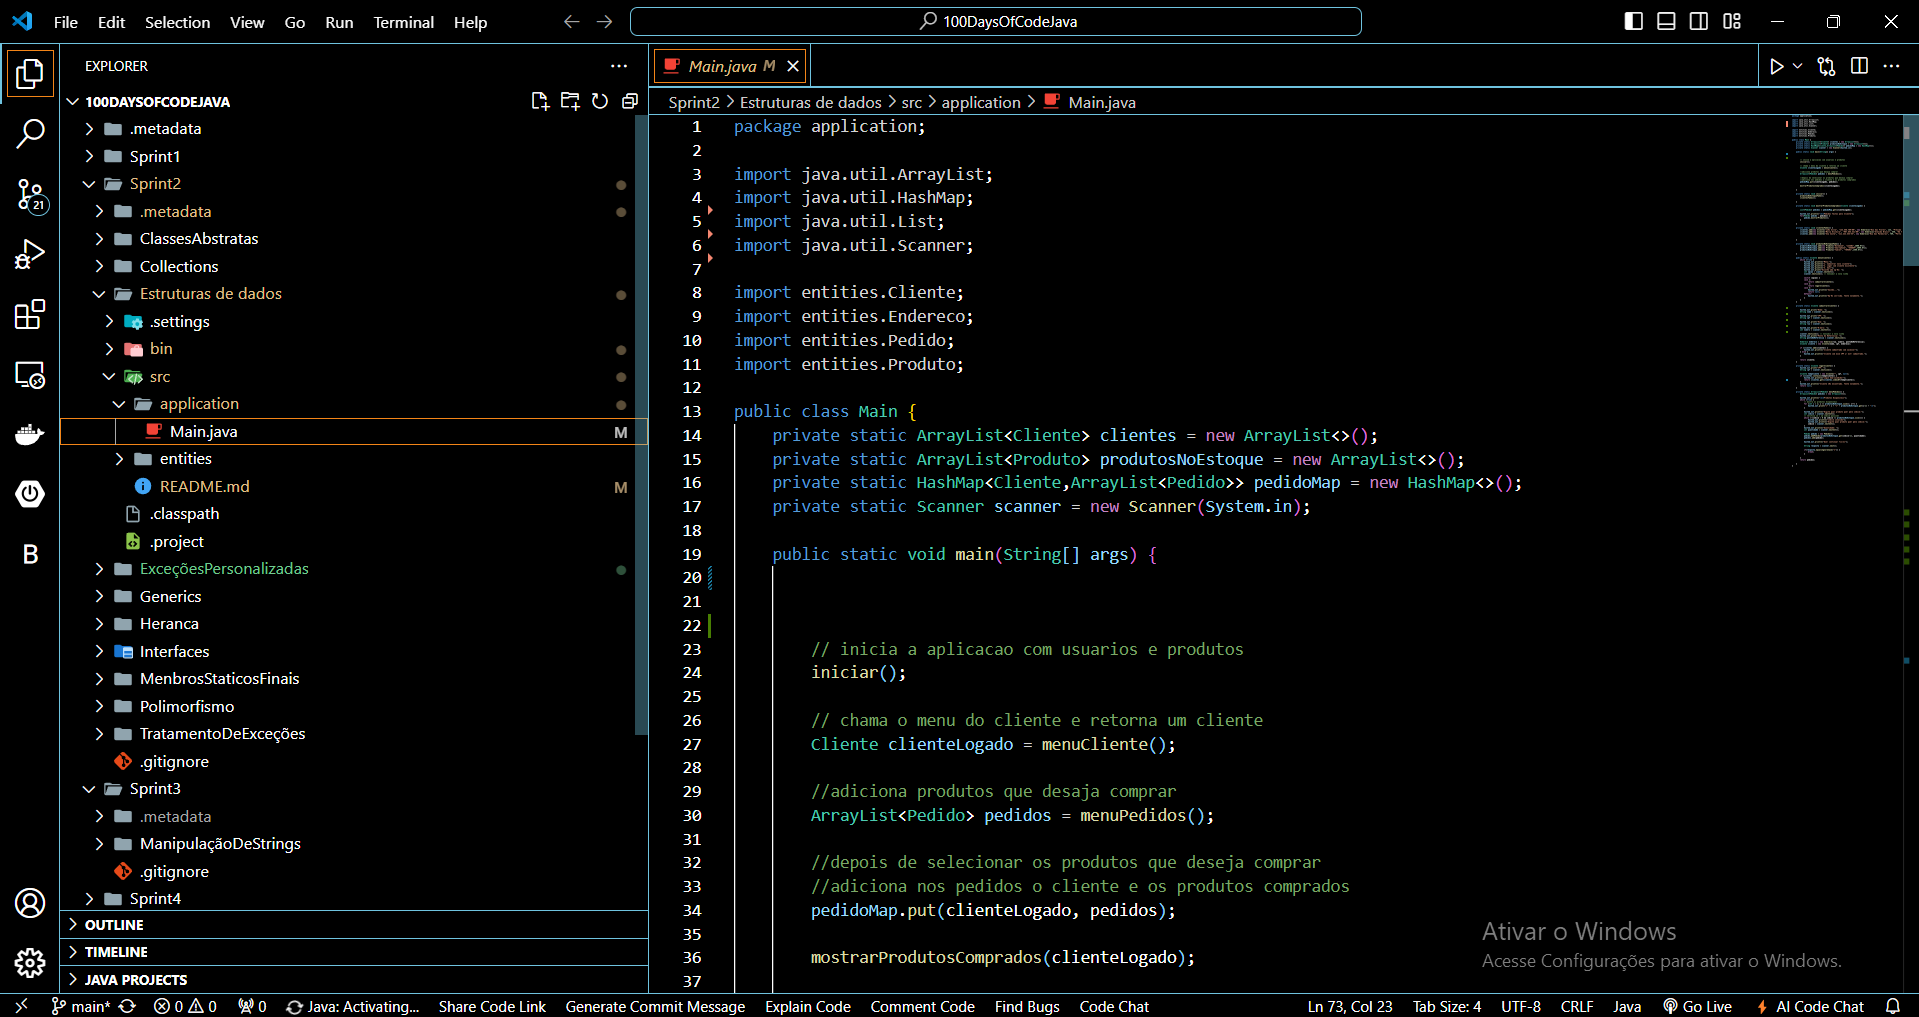 File Edit Selection View Go Run Terminal Help
100DaysOfCodeJava
EXPLORER
100DAYSOFCODEJAVA
.metadata
Sprint1
Sprint2
.metadata
ClassesAbstratas
Collections
Estruturas de dados
.settings
bin
src
application
Main.java M
entities
README.md M
.classpath
.project
ExceçõesPersonalizadas
Generics
Heranca
Interfaces
MenbrosStaticosFinais
Polimorfismo
TratamentoDeExceções
.gitignore
Sprint3
.metadata
ManipulaçãoDeStrings
.gitignore
Sprint4
OUTLINE
TIMELINE
JAVA PROJECTS
21
B
Main.java M
Sprint2 > Estruturas de dados > src > application > Main.java
1 package application;
2
3 import java.util.ArrayList;
4 import java.util.HashMap;
5 import java.util.List;
6 import java.util.Scanner;
7
8 import entities.Cliente;
9 import entities.Endereco;
10 import entities.Pedido;
11 import entities.Produto;
12
13 public class Main {
14 private static ArrayList<Cliente> clientes = new ArrayList<>();
15 private static ArrayList<Produto> produtosNoEstoque = new ArrayList<>();
16 private static HashMap<Cliente,ArrayList<Pedido>> pedidoMap = new HashMap<>();
17 private static Scanner scanner = new Scanner(System.in);
18
19 public static void main(String[] args) {
20
21
22
23 // inicia a aplicacao com usuarios e produtos
24 iniciar();
25
26 // chama o menu do cliente e retorna um cliente
27 Cliente clienteLogado = menuCliente();
28
29 //adiciona produtos que desaja comprar
30 ArrayList<Pedido> pedidos = menuPedidos();
31
32 //depois de selecionar os produtos que deseja comprar
33 //adiciona nos pedidos o cliente e os produtos comprados
34 pedidoMap.put(clienteLogado, pedidos);
35
36 mostrarProdutosComprados(clienteLogado);
37
Ativar o Windows
Acesse Configurações para ativar o Windows.
main* 0 0 0 Java: Activating... Share Code Link Generate Commit Message Explain Code Comment Code Find Bugs Code Chat Ln 73, Col 23 Tab Size: 4 UTF-8 CRLF Java Go Live AI Code Chat